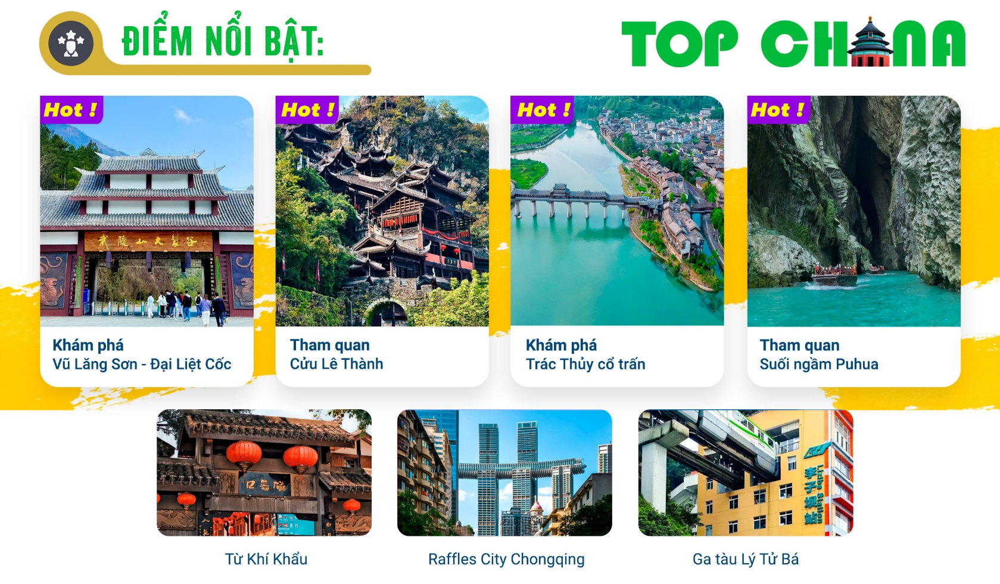 ĐIỂM NỔI BẬT:
TOP CHINA
Hot !
Hot !
Hot !
Hot !
武陵山大裂谷
Khám phá
Vũ Lăng Sơn - Đại Liệt Cốc
Tham quan
Cửu Lê Thành
Khám phá
Trác Thủy cổ trấn
Tham quan
Suối ngầm Puhua
口器磁
李子坝站
Liziba Station
Từ Khí Khẩu
Raffles City Chongqing
Ga tàu Lý Tử Bá